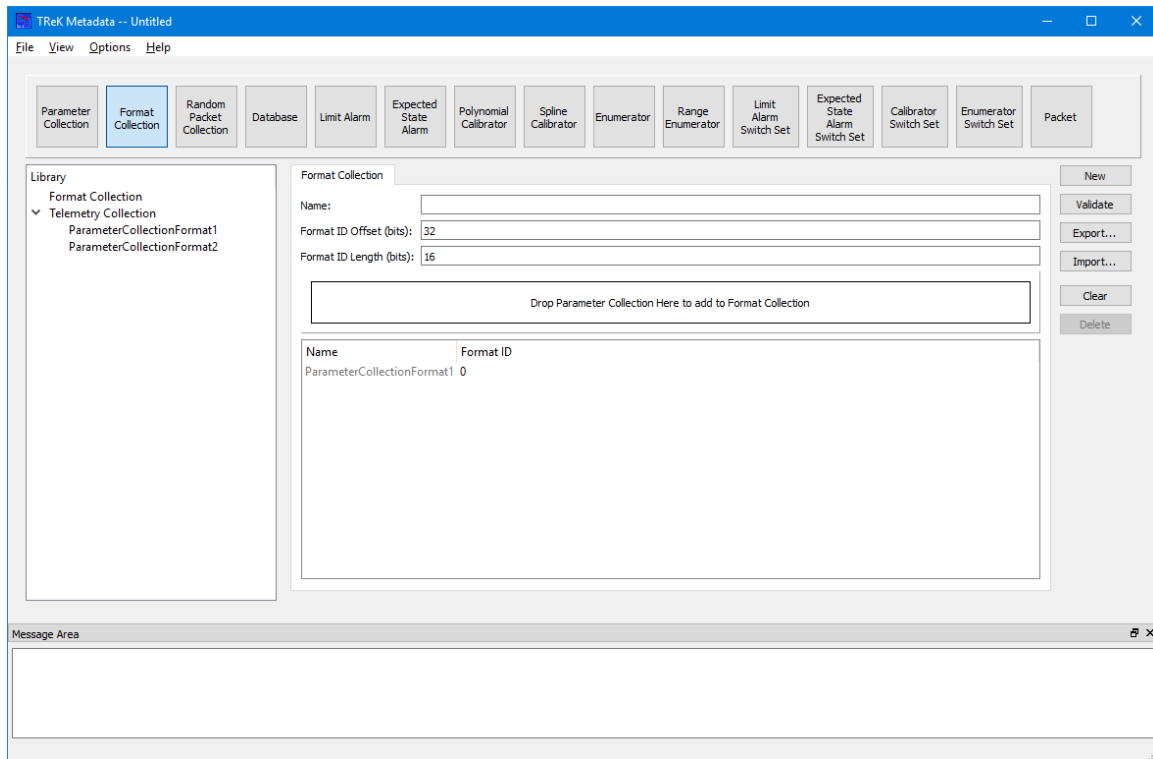 TReK Metadata -- Untitled
File View Options Help
Parameter Collection
Format Collection
Random Packet Collection
Database
Limit Alarm
Expected State Alarm
Polynomial Calibrator
Spline Calibrator
Enumerator
Range Enumerator
Limit Alarm Switch Set
Expected State Alarm Switch Set
Calibrator Switch Set
Enumerator Switch Set
Packet
Library
Format Collection
Telemetry Collection
ParameterCollectionFormat1
ParameterCollectionFormat2
Format Collection
Name:
Format ID Offset (bits): 32
Format ID Length (bits): 16
Drop Parameter Collection Here to add to Format Collection
Name Format ID
ParameterCollectionFormat1 0
New
Validate
Export...
Import...
Clear
Delete
Message Area